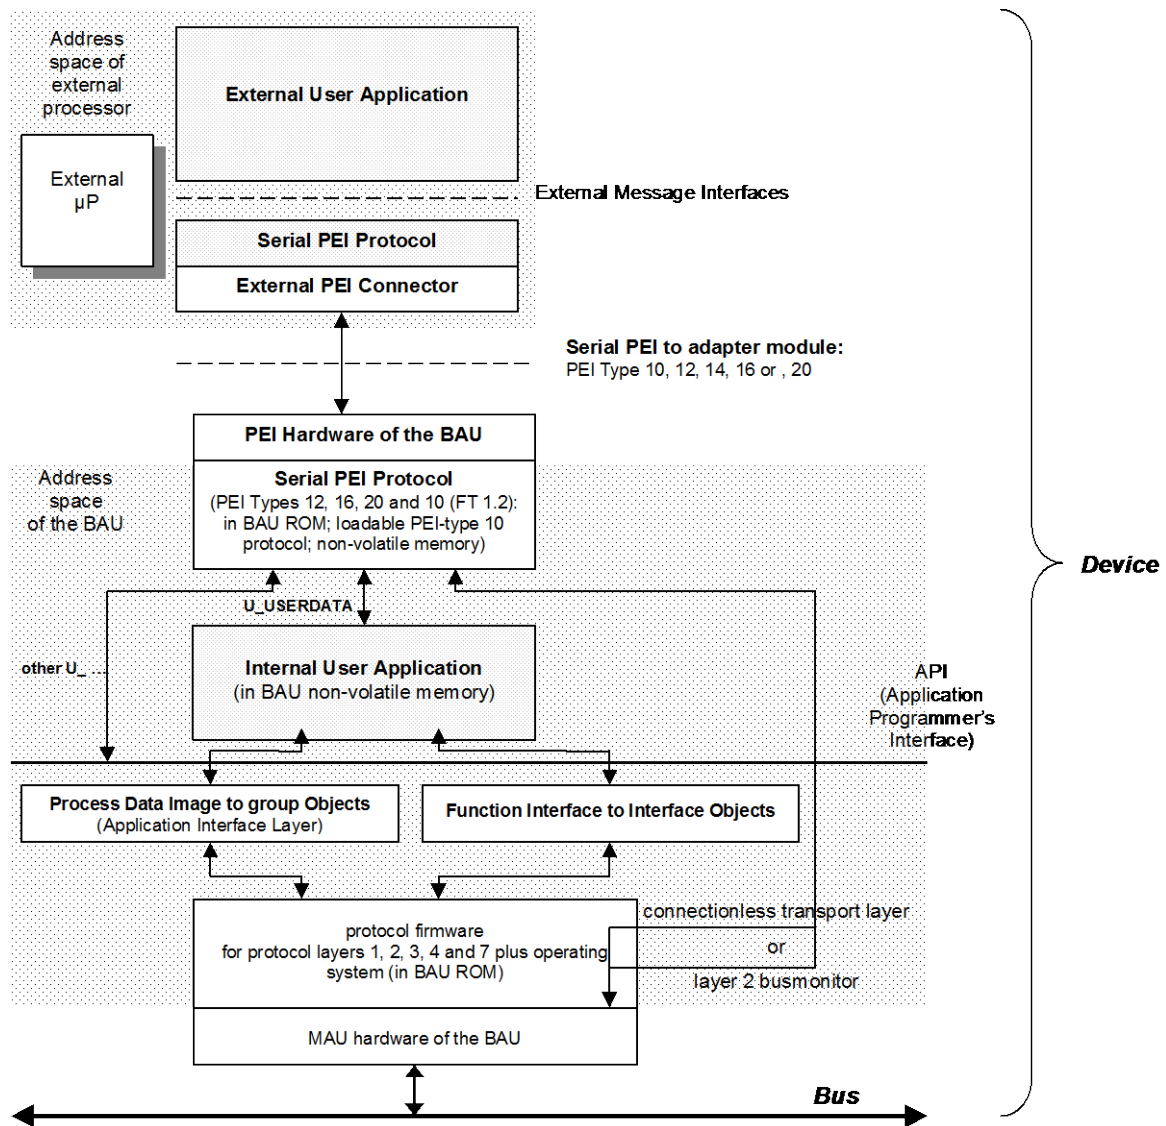 Address
space of
external
processor
External User Application
External
µP
External Message Interfaces
Serial PEI Protocol
External PEI Connector
Serial PEI to adapter module:
PEI Type 10, 12, 14, 16 or , 20
PEI Hardware of the BAU
Address
space
of the BAU
Serial PEI Protocol
(PEI Types 12, 16, 20 and 10 (FT 1.2):
in BAU ROM; loadable PEI-type 10
protocol; non-volatile memory)
Device
U_USERDATA
other U_ ...
Internal User Application
(in BAU non-volatile memory)
API
(Application
Programmer's
Interface)
Process Data Image to group Objects
(Application Interface Layer)
Function Interface to Interface Objects
protocol firmware
for protocol layers 1, 2, 3, 4 and 7 plus operating
system (in BAU ROM)
connectionless transport layer
or
layer 2 busmonitor
MAU hardware of the BAU
Bus